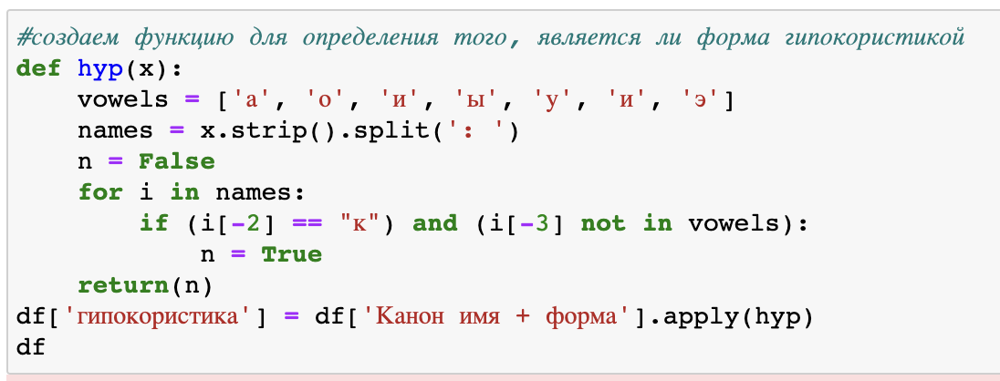 #создаем функцию для определения того, является ли форма гипокористикой
def hyp(x):
    vowels = ['а', 'о', 'и', 'ы', 'у', 'и', 'э']
    names = x.strip().split(': ')
    n = False
    for i in names:
        if (i[-2] == "к") and (i[-3] not in vowels):
            n = True
    return(n)
df['гипокористика'] = df['Канон имя + форма'].apply(hyp)
df